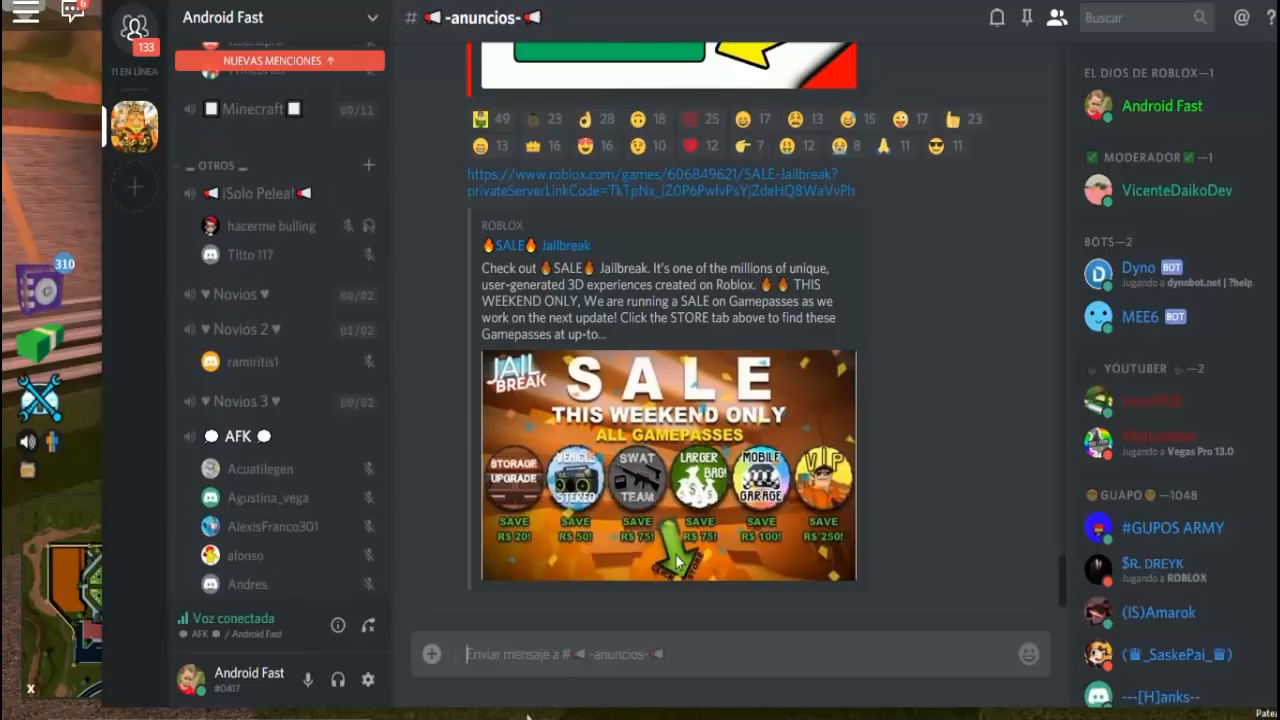 6
133
11 EN LÍNEA
310
x
Android Fast
NUEVAS MENCIONES ↑
Minecraft
00/11
_ OTROS _
¡Solo Pelea!
hacerme bulling
Titto 117
♥ Novios ♥
00/02
♥ Novios 2 ♥
01/02
ramiritis1
♥ Novios 3 ♥
00/02
AFK
Acuatilegen
Agustina_vega
AlexisFranco301
alonso
Andres
Voz conectada
AFK / Android Fast
Android Fast
#0417
# -anuncios-
Buscar
@ ?
49 23 28 18 25 17 13 15 17 23
13 16 16 10 12 7 12 8 11 11
https://www.roblox.com/games/606849621/SALE-Jailbreak?
ROBLOX
🔥SALE🔥 Jailbreak
Check out 🔥SALE🔥 Jailbreak. It's one of the millions of unique,
user-generated 3D experiences created on Roblox. 🔥 🔥 THIS
WEEKEND ONLY, We are running a SALE on Gamepasses as we
work on the next update! Click the STORE tab above to find these
Gamepasses at up-to...
JAIL
BREAK
SALE
THIS WEEKEND ONLY
ALL GAMEPASSES
STORAGE
UPGRADE
VEHICLE
STEREO
SWAT
TEAM
LARGER
BAG!
MOBILE
GARAGE
VIP
SAVE
R$ 20!
SAVE
R$ 50!
SAVE
R$ 75!
SAVE
R$ 75!
SAVE
R$ 100!
SAVE
R$ 250!
Enviar mensaje a # -anuncios-
EL DIOS DE ROBLOX—1
Android Fast
MODERADOR —1
VicenteDaikoDev
BOTS—2
Dyno BOT
Jugando a dynobot.net | ?help
MEE6 BOT
YOUTUBER —2
Jugando a Vegas Pro 13.0
GUAPO —1048
#GUPOS ARMY
$R. DREYK
Jugando a ROBLOX
(IS)Amarok
(♕_SaskePai_♕)
---[H]anks--
Pate